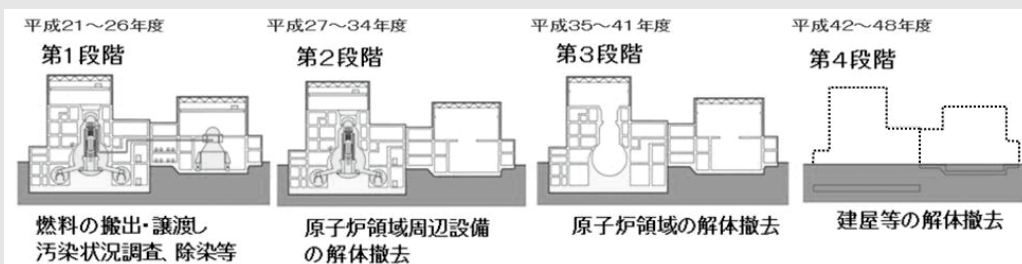 平成21～26年度
第1段階
燃料の搬出・譲渡し
汚染状況調査、除染等
平成27～34年度
第2段階
原子炉領域周辺設備
の解体撤去
平成35～41年度
第3段階
原子炉領域の解体撤去
平成42～48年度
第4段階
建屋等の解体撤去